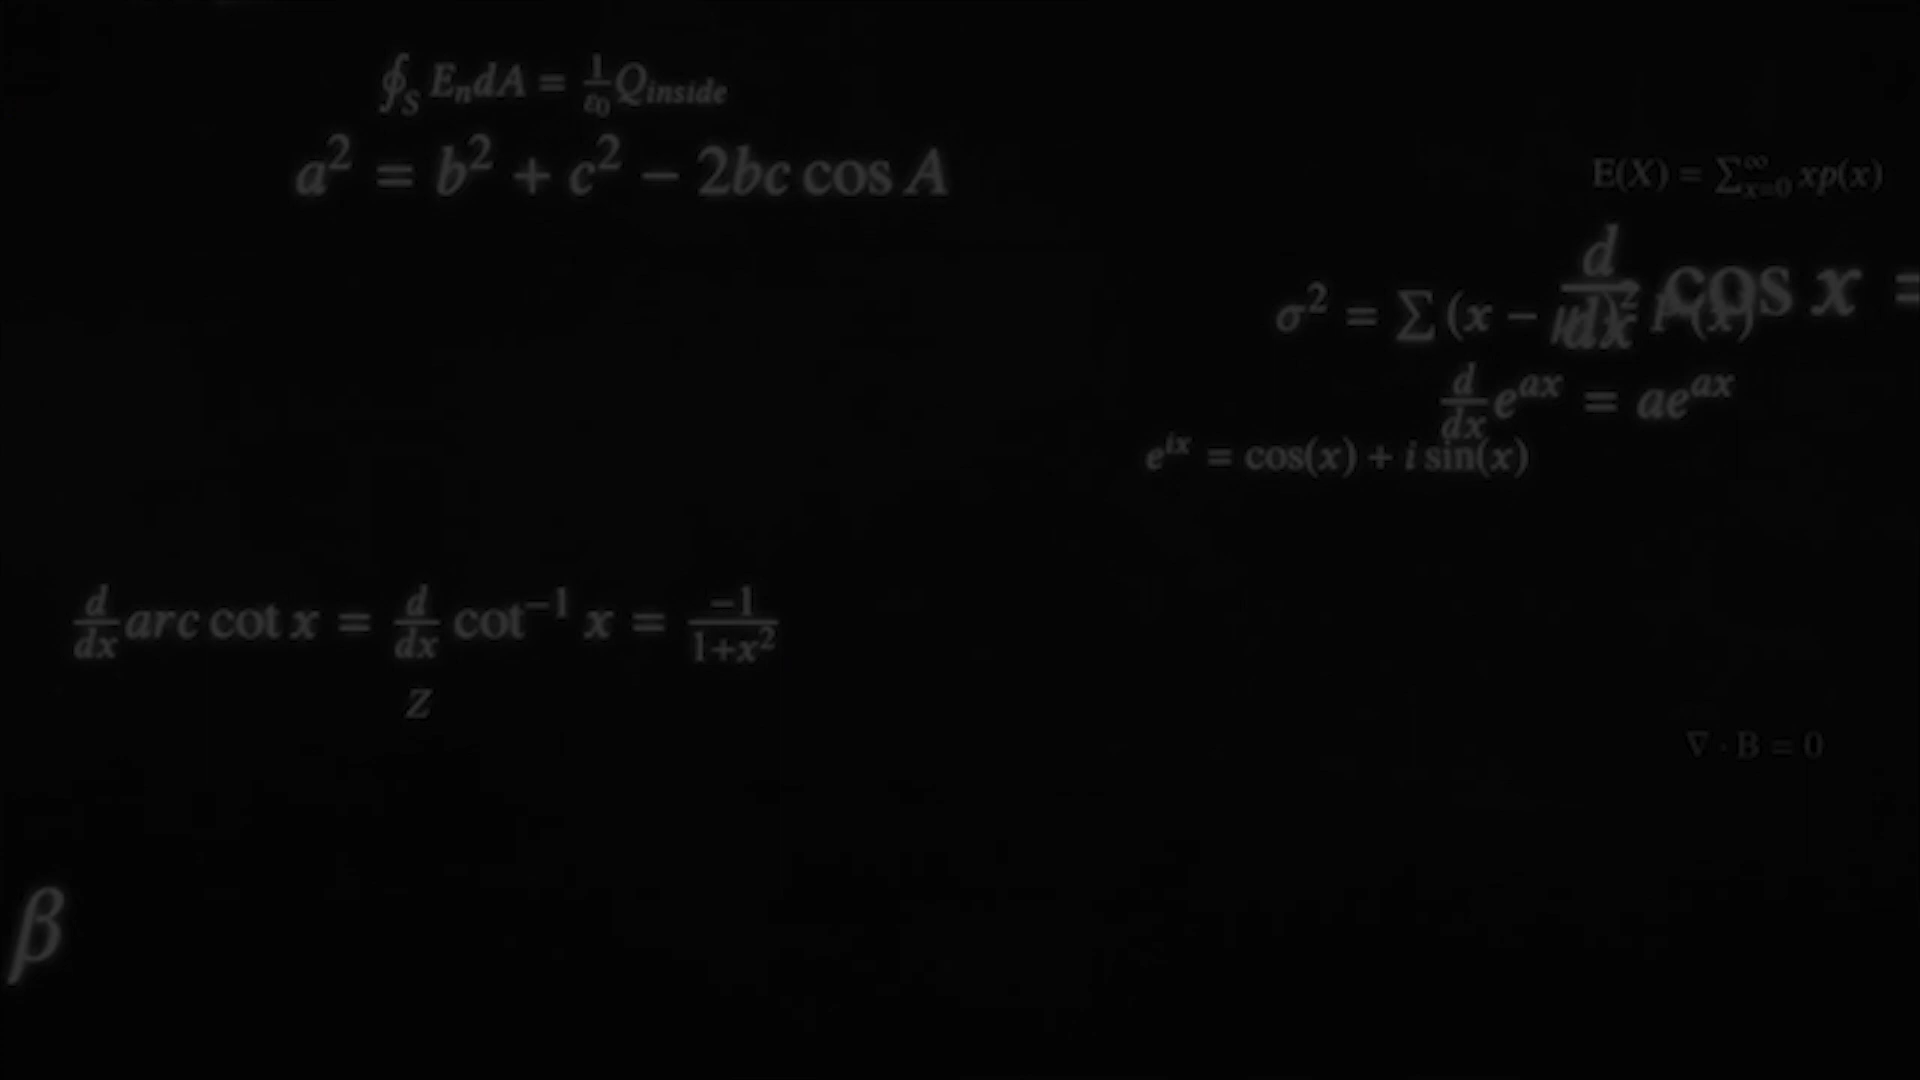 ∮_S E_n dA = 1/ε₀ Q_inside
a² = b² + c² − 2bc cos A
E(X) = ∑_{x=0}^∞ xp(x)
d/dx cos x =
σ² = ∑ (x − μ)² P(x)
d/dx e^{ax} = ae^{ax}
e^{ix} = cos(x) + i sin(x)
d/dx arc cot x = d/dx cot⁻¹ x = −1/1+x²
Z
∇ · B = 0
β